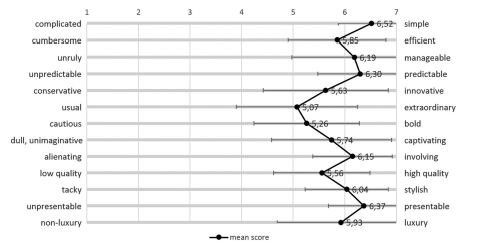 1 2 3 4 5 6 7
complicated 6,52 simple
cumbersome 5,85 efficient
unruly 6,19 manageable
unpredictable 6,30 predictable
conservative 5,63 innovative
usual 5,07 extraordinary
cautious 5,26 bold
dull, unimaginative 5,74 captivating
alienating 6,15 involving
low quality 5,56 high quality
tacky 6,04 stylish
unpresentable 6,37 presentable
non-luxury 5,93 luxury
mean score